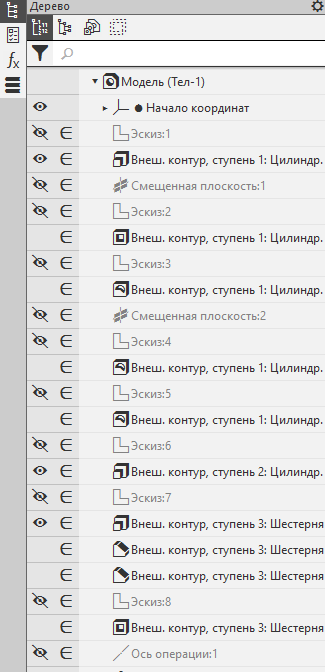 Дерево
fx
Модель (Тел-1)
Начало координат
Эскиз:1
Внеш. контур, ступень 1: Цилиндр.
Смещенная плоскость:1
Эскиз:2
Внеш. контур, ступень 1: Цилиндр.
Эскиз:3
Внеш. контур, ступень 1: Цилиндр.
Смещенная плоскость:2
Эскиз:4
Внеш. контур, ступень 1: Цилиндр.
Эскиз:5
Внеш. контур, ступень 1: Цилиндр.
Эскиз:6
Внеш. контур, ступень 2: Цилиндр.
Эскиз:7
Внеш. контур, ступень 3: Шестерня
Внеш. контур, ступень 3: Шестерня
Внеш. контур, ступень 3: Шестерня
Эскиз:8
Внеш. контур, ступень 3: Шестерня
Ось операции:1